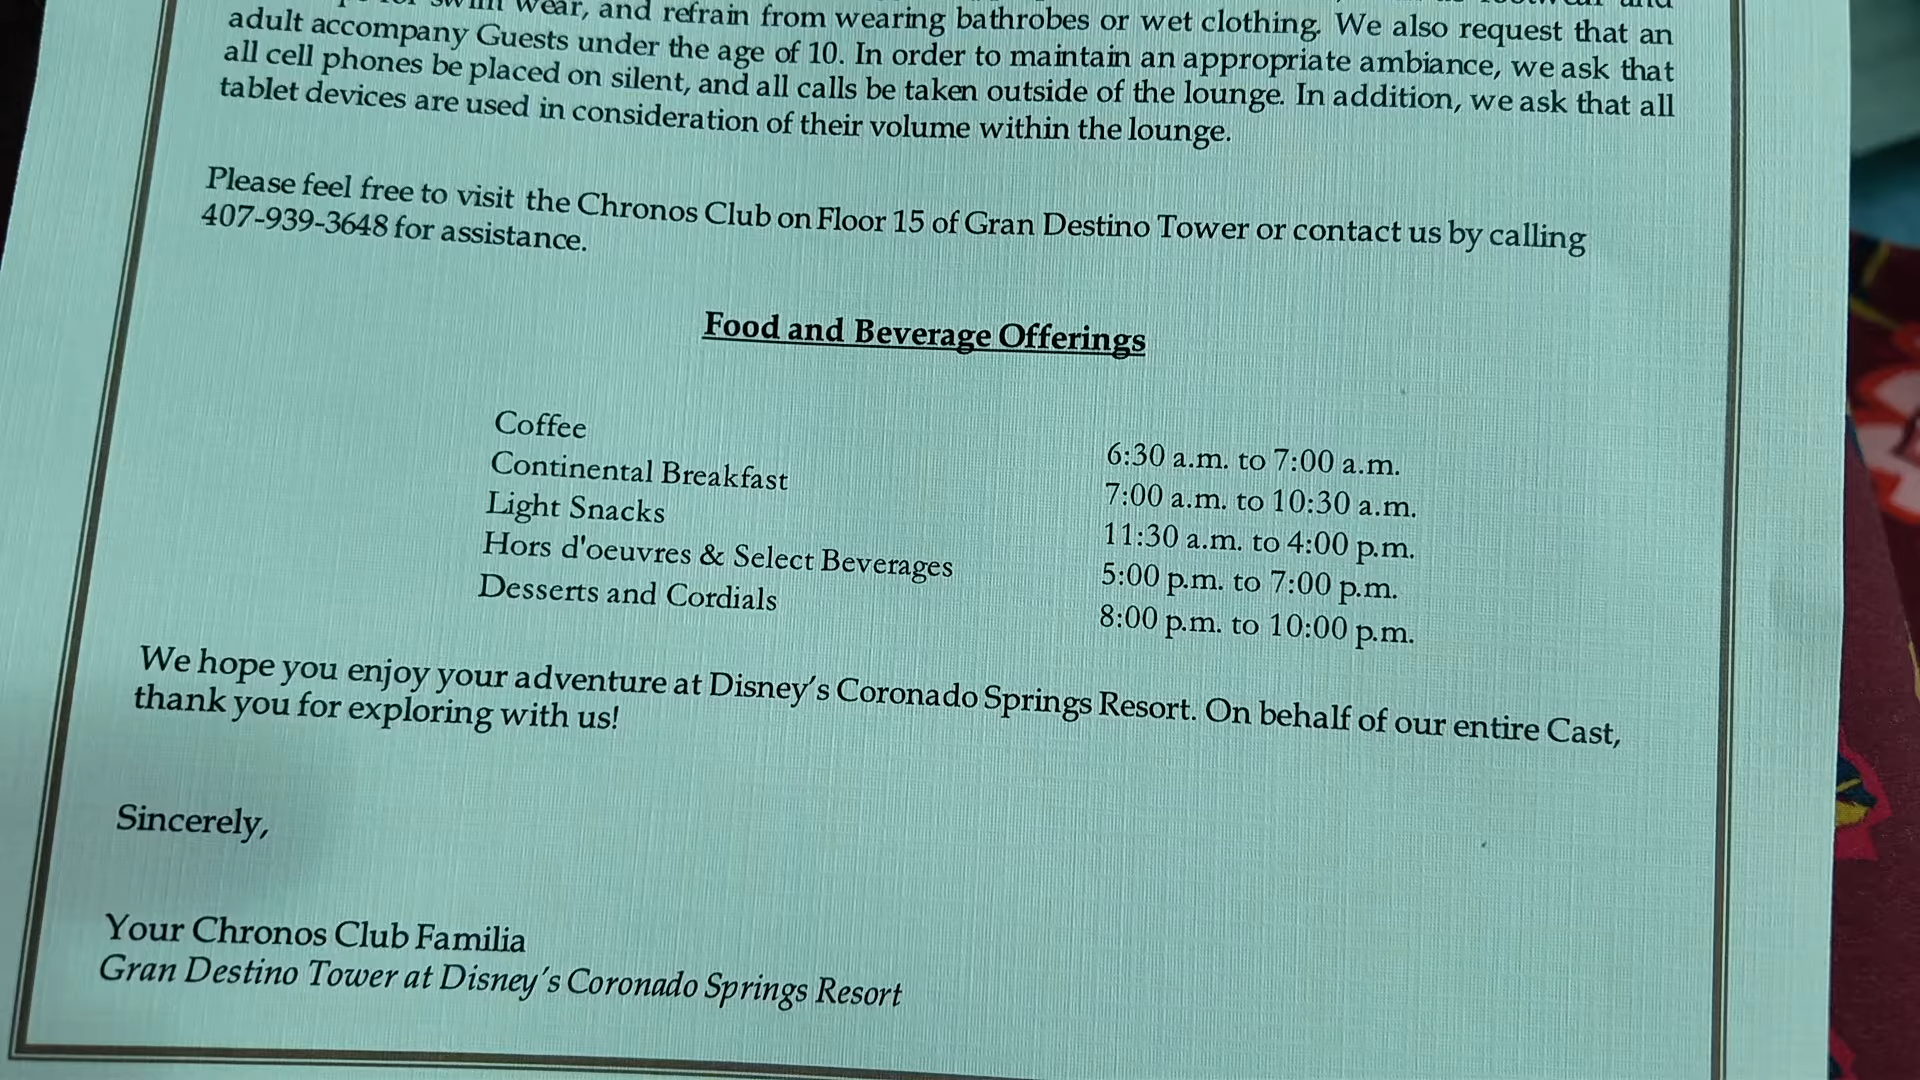 swim wear, and refrain from wearing bathrobes or wet clothing. We also request that an
adult accompany Guests under the age of 10. In order to maintain an appropriate ambiance, we ask that
all cell phones be placed on silent, and all calls be taken outside of the lounge. In addition, we ask that all
tablet devices are used in consideration of their volume within the lounge.
Please feel free to visit the Chronos Club on Floor 15 of Gran Destino Tower or contact us by calling
407-939-3648 for assistance.
Food and Beverage Offerings
Coffee 6:30 a.m. to 7:00 a.m.
Continental Breakfast 7:00 a.m. to 10:30 a.m.
Light Snacks 11:30 a.m. to 4:00 p.m.
Hors d'oeuvres & Select Beverages 5:00 p.m. to 7:00 p.m.
Desserts and Cordials 8:00 p.m. to 10:00 p.m.
We hope you enjoy your adventure at Disney's Coronado Springs Resort. On behalf of our entire Cast,
thank you for exploring with us!
Sincerely,
Your Chronos Club Familia
Gran Destino Tower at Disney's Coronado Springs Resort